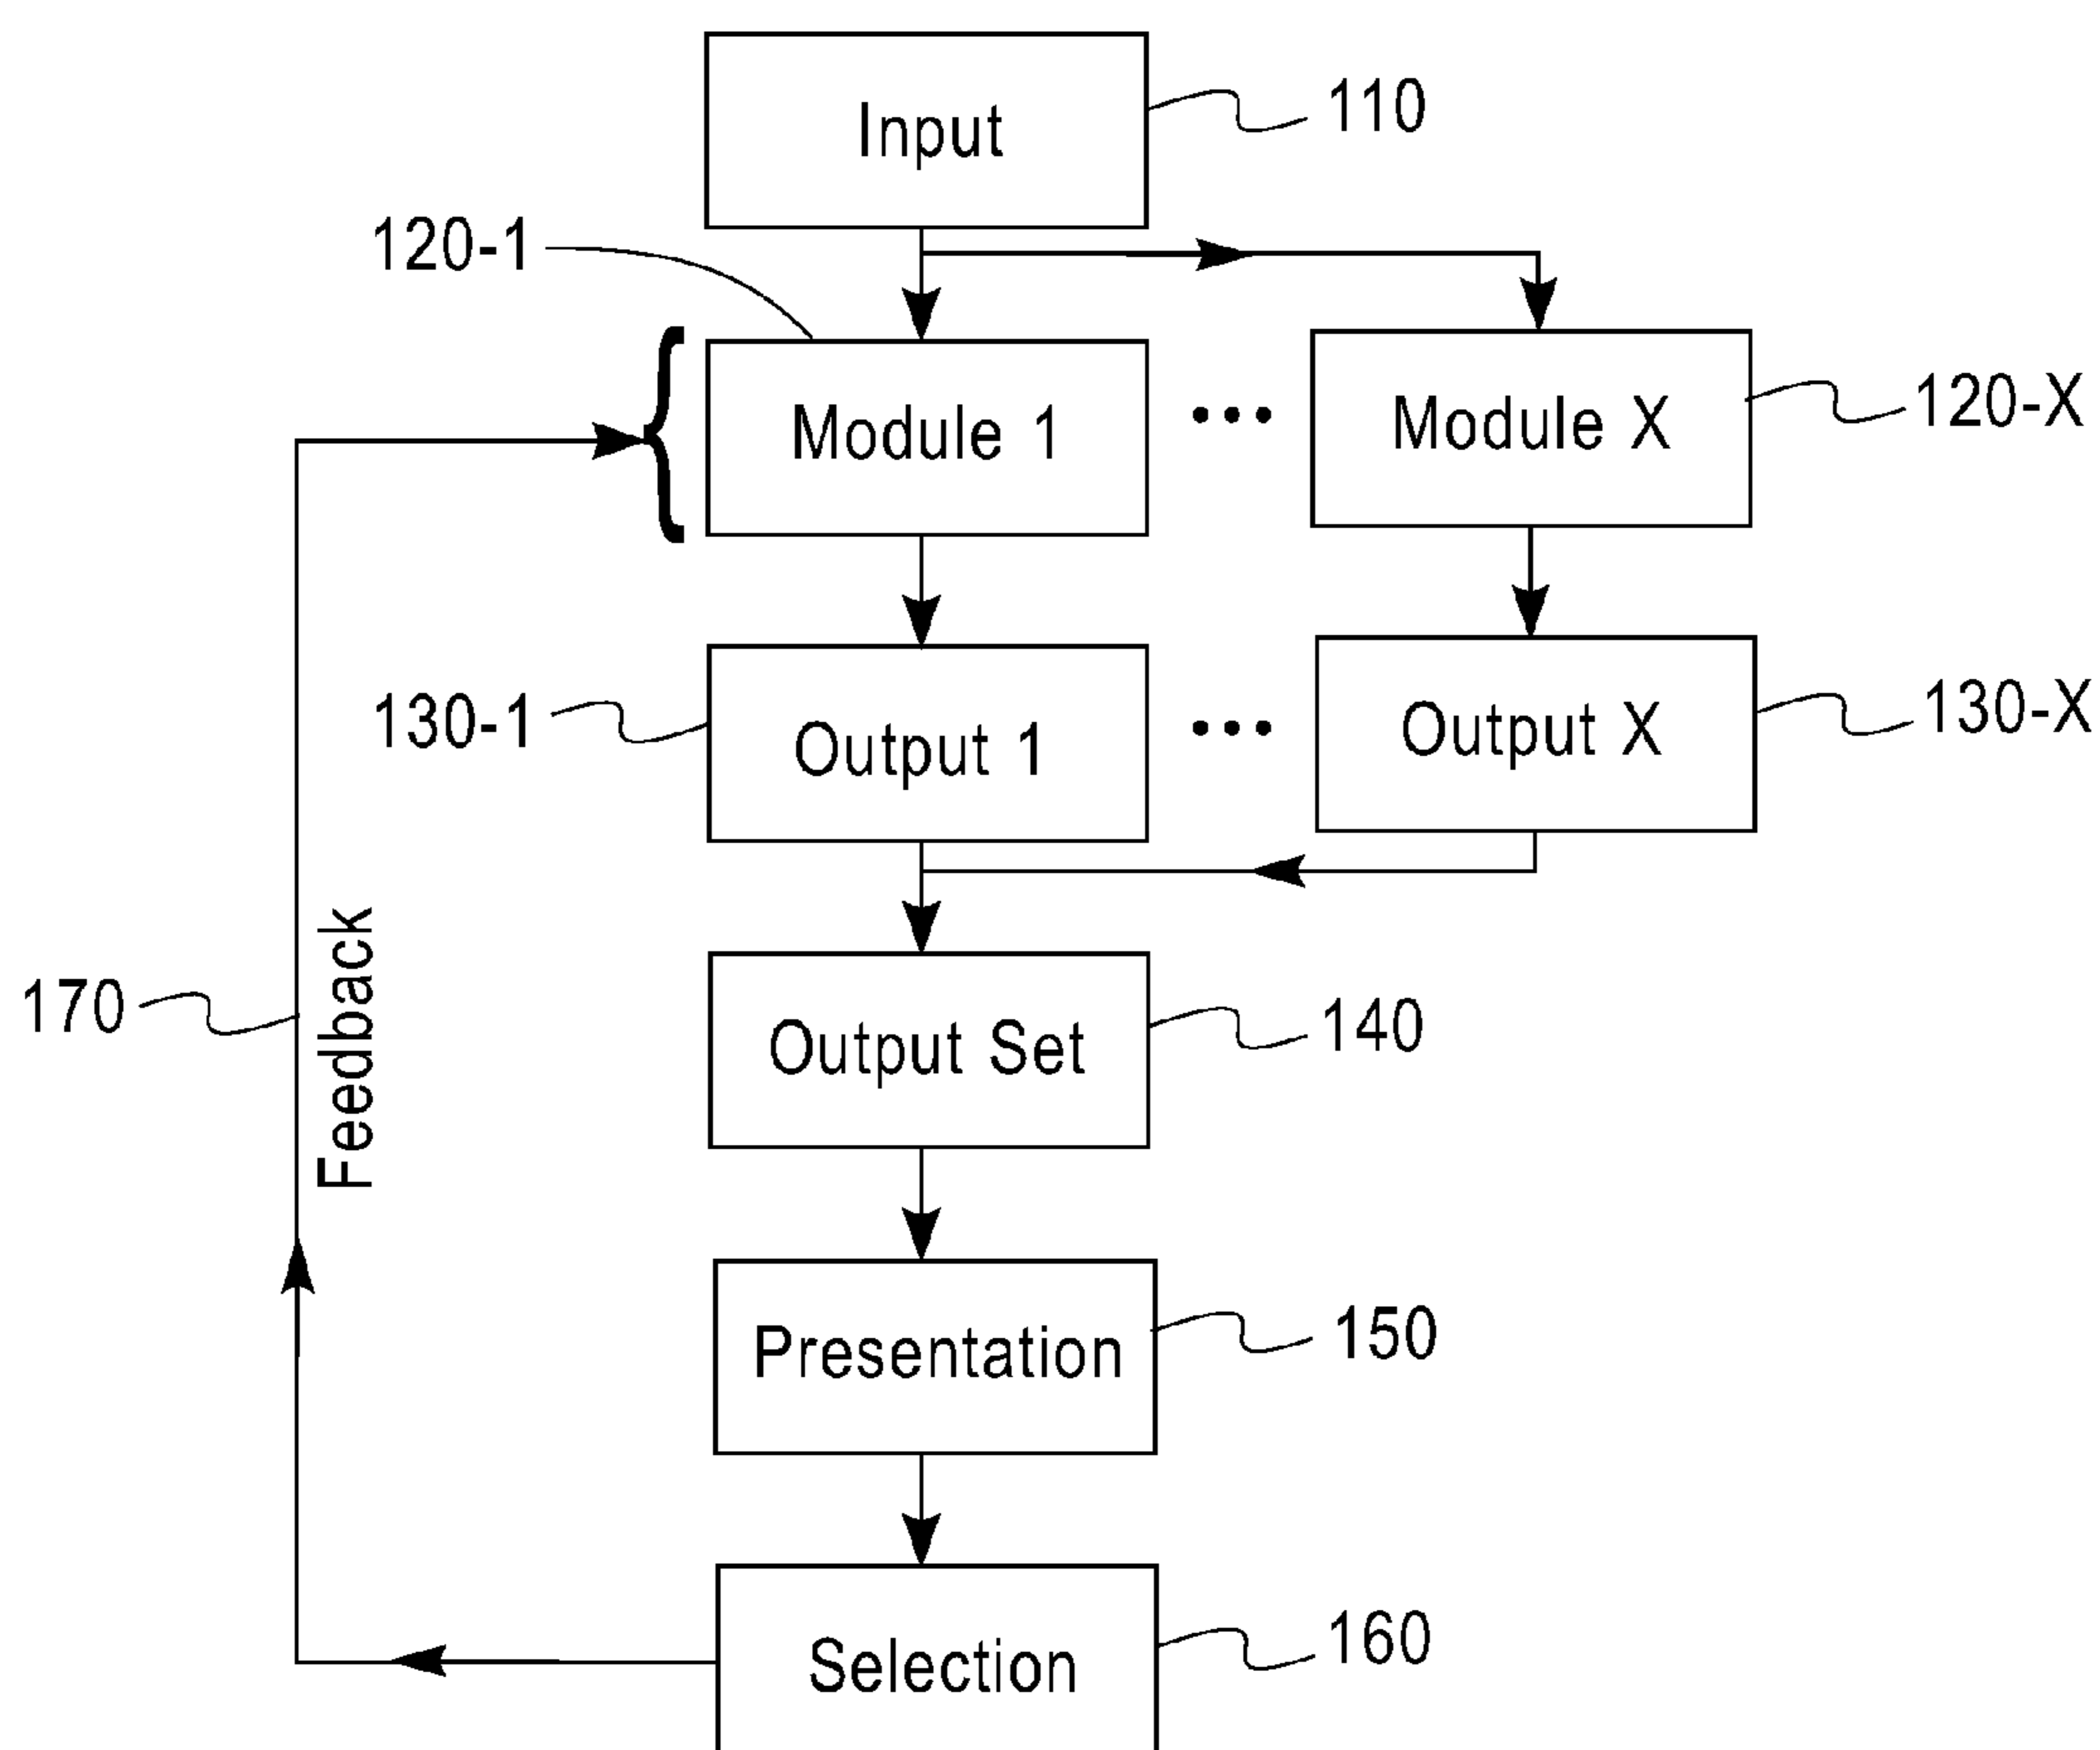 Input
110
120-1
Module 1
•••
Module X
120-X
130-1
Output 1
•••
Output X
130-X
170
Feedback
Output Set
140
Presentation
150
Selection
160